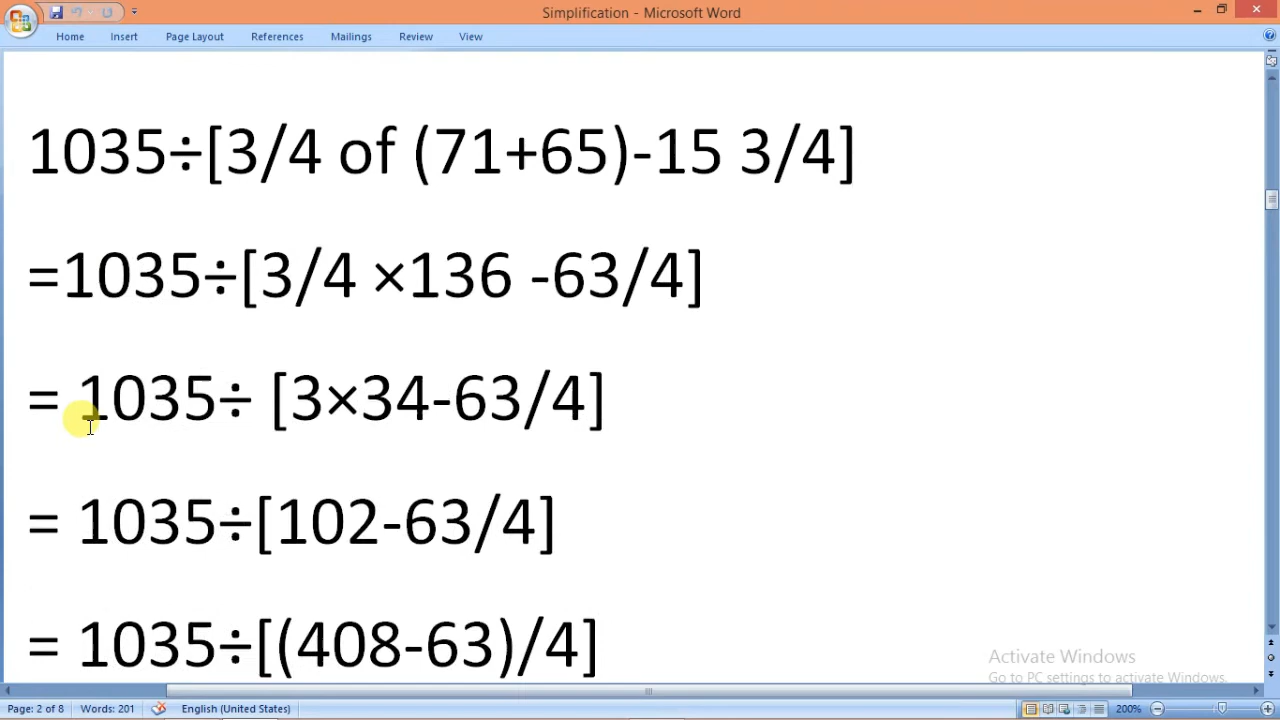 Simplification - Microsoft Word
Home Insert Page Layout References Mailings Review View
1035÷[3/4 of (71+65)-15 3/4]
=1035÷[3/4 ×136 -63/4]
= 1035÷ [3×34-63/4]
= 1035÷[102-63/4]
= 1035÷[(408-63)/4]
Activate Windows
Go to PC settings to activate Windows.
Page: 2 of 8 Words: 201 English (United States) 200%